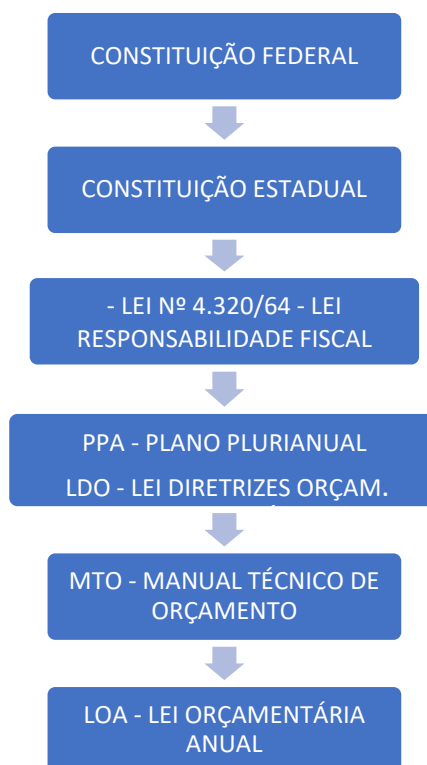 CONSTITUIÇÃO FEDERAL
CONSTITUIÇÃO ESTADUAL
- LEI Nº 4.320/64 - LEI
RESPONSABILIDADE FISCAL
PPA - PLANO PLURIANUAL
LDO - LEI DIRETRIZES ORÇAM.
MTO - MANUAL TÉCNICO DE
ORÇAMENTO
LOA - LEI ORÇAMENTÁRIA
ANUAL